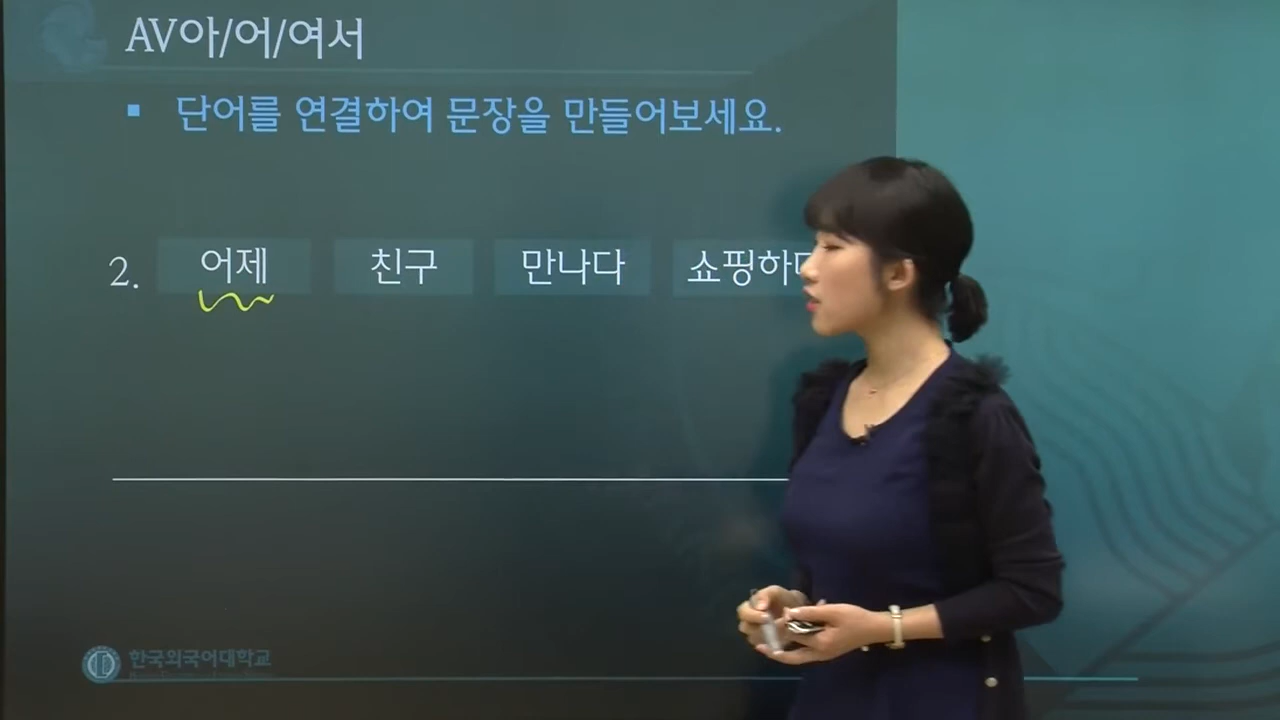 AV아/어/여서
▪ 단어를 연결하여 문장을 만들어보세요.
2. 어제 친구 만나다 쇼핑하다
한국외국어대학교